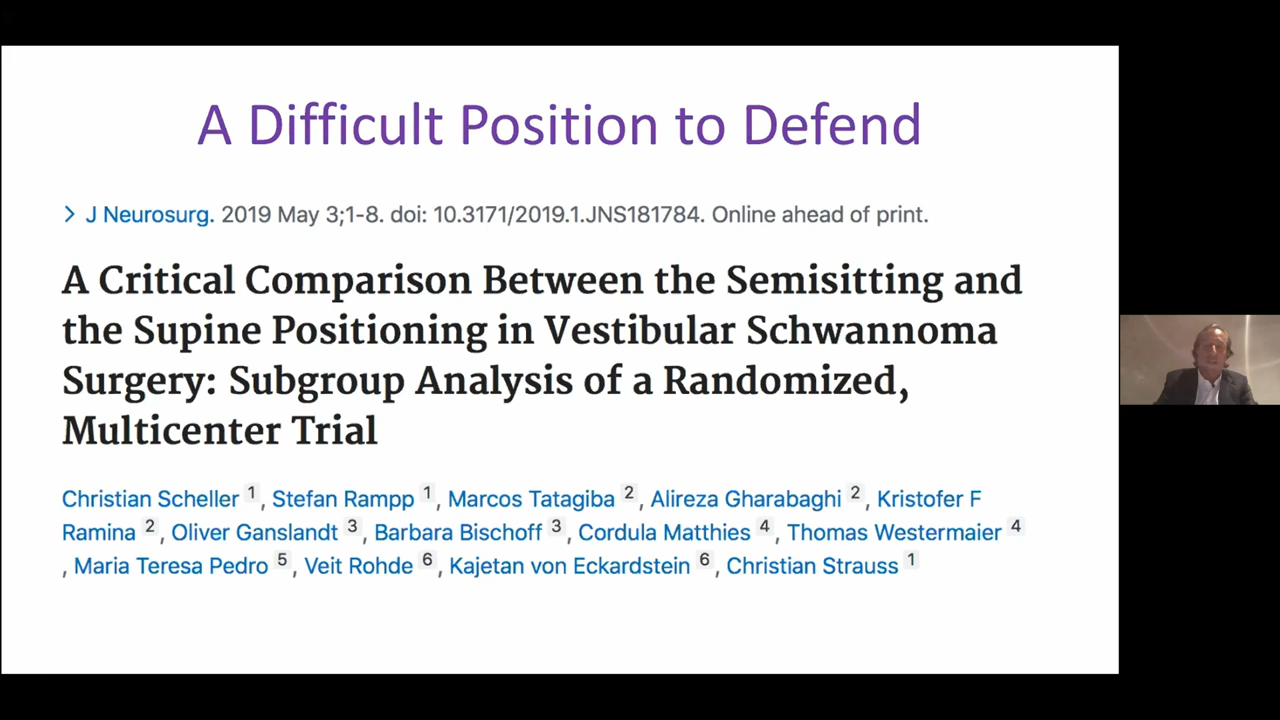 A Difficult Position to Defend
> J Neurosurg. 2019 May 3;1-8. doi: 10.3171/2019.1.JNS181784. Online ahead of print.
A Critical Comparison Between the Semisitting and
the Supine Positioning in Vestibular Schwannoma
Surgery: Subgroup Analysis of a Randomized,
Multicenter Trial
Christian Scheller 1, Stefan Rampp 1, Marcos Tatagiba 2, Alireza Gharabaghi 2, Kristofer F
Ramina 2, Oliver Ganslandt 3, Barbara Bischoff 3, Cordula Matthies 4, Thomas Westermaier 4
, Maria Teresa Pedro 5, Veit Rohde 6, Kajetan von Eckardstein 6, Christian Strauss 1